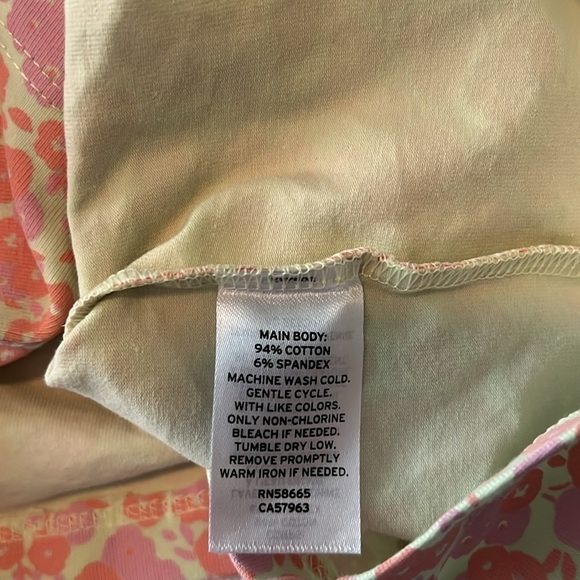 MAIN BODY:
94% COTTON
6% SPANDEX
MACHINE WASH COLD.
GENTLE CYCLE.
WITH LIKE COLORS.
ONLY NON-CHLORINE
BLEACH IF NEEDED.
TUMBLE DRY LOW.
REMOVE PROMPTLY
WARM IRON IF NEEDED.
RN58665
CA57963